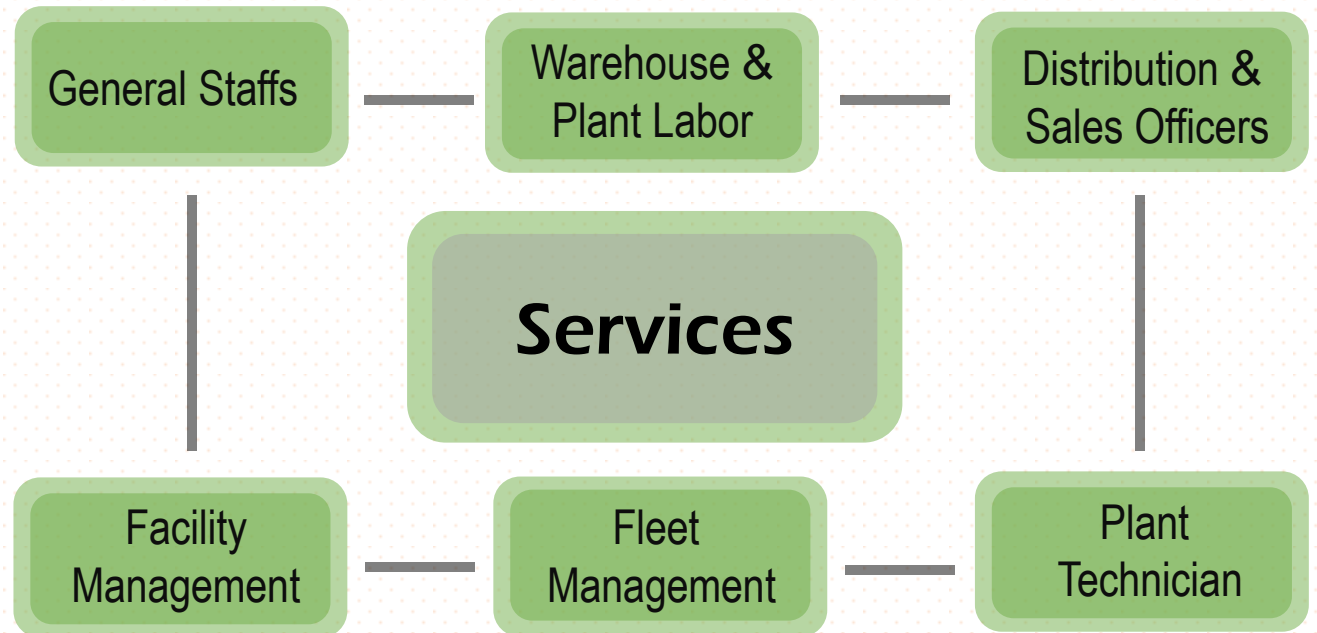 General Staffs
Warehouse &
Plant Labor
Distribution &
Sales Officers
Services
Facility
Management
Fleet
Management
Plant
Technician